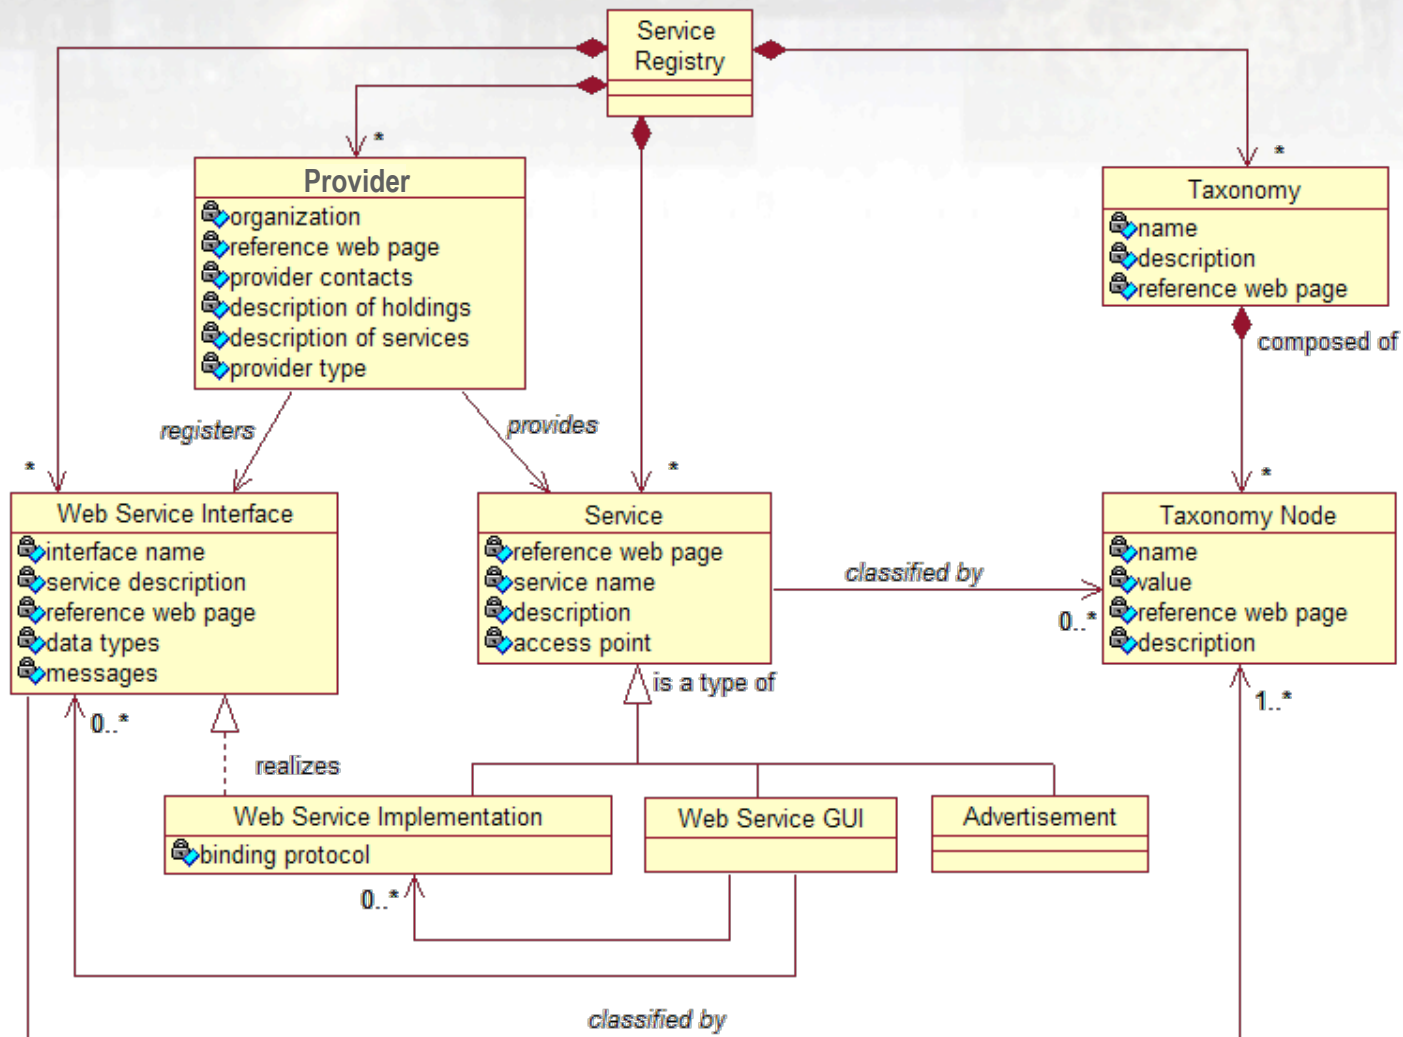 Service
Registry
*
*
Provider
organization
reference web page
provider contacts
description of holdings
description of services
provider type
Taxonomy
name
description
reference web page
composed of
registers
provides
*
*
*
Web Service Interface
interface name
service description
reference web page
data types
messages
Service
reference web page
service name
description
access point
classified by
0..*
Taxonomy Node
name
value
reference web page
description
is a type of
0..*
1..*
realizes
Web Service Implementation
binding protocol
Web Service GUI
Advertisement
0..*
classified by